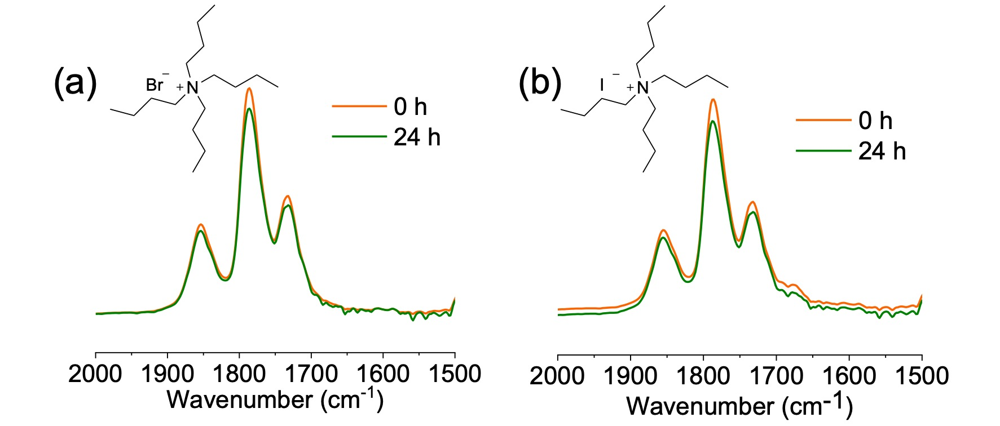 (a)
Br⁻
+N
0 h
24 h
2000 1900 1800 1700 1600 1500
Wavenumber (cm⁻¹)
(b)
I⁻
+N
0 h
24 h
2000 1900 1800 1700 1600 1500
Wavenumber (cm⁻¹)